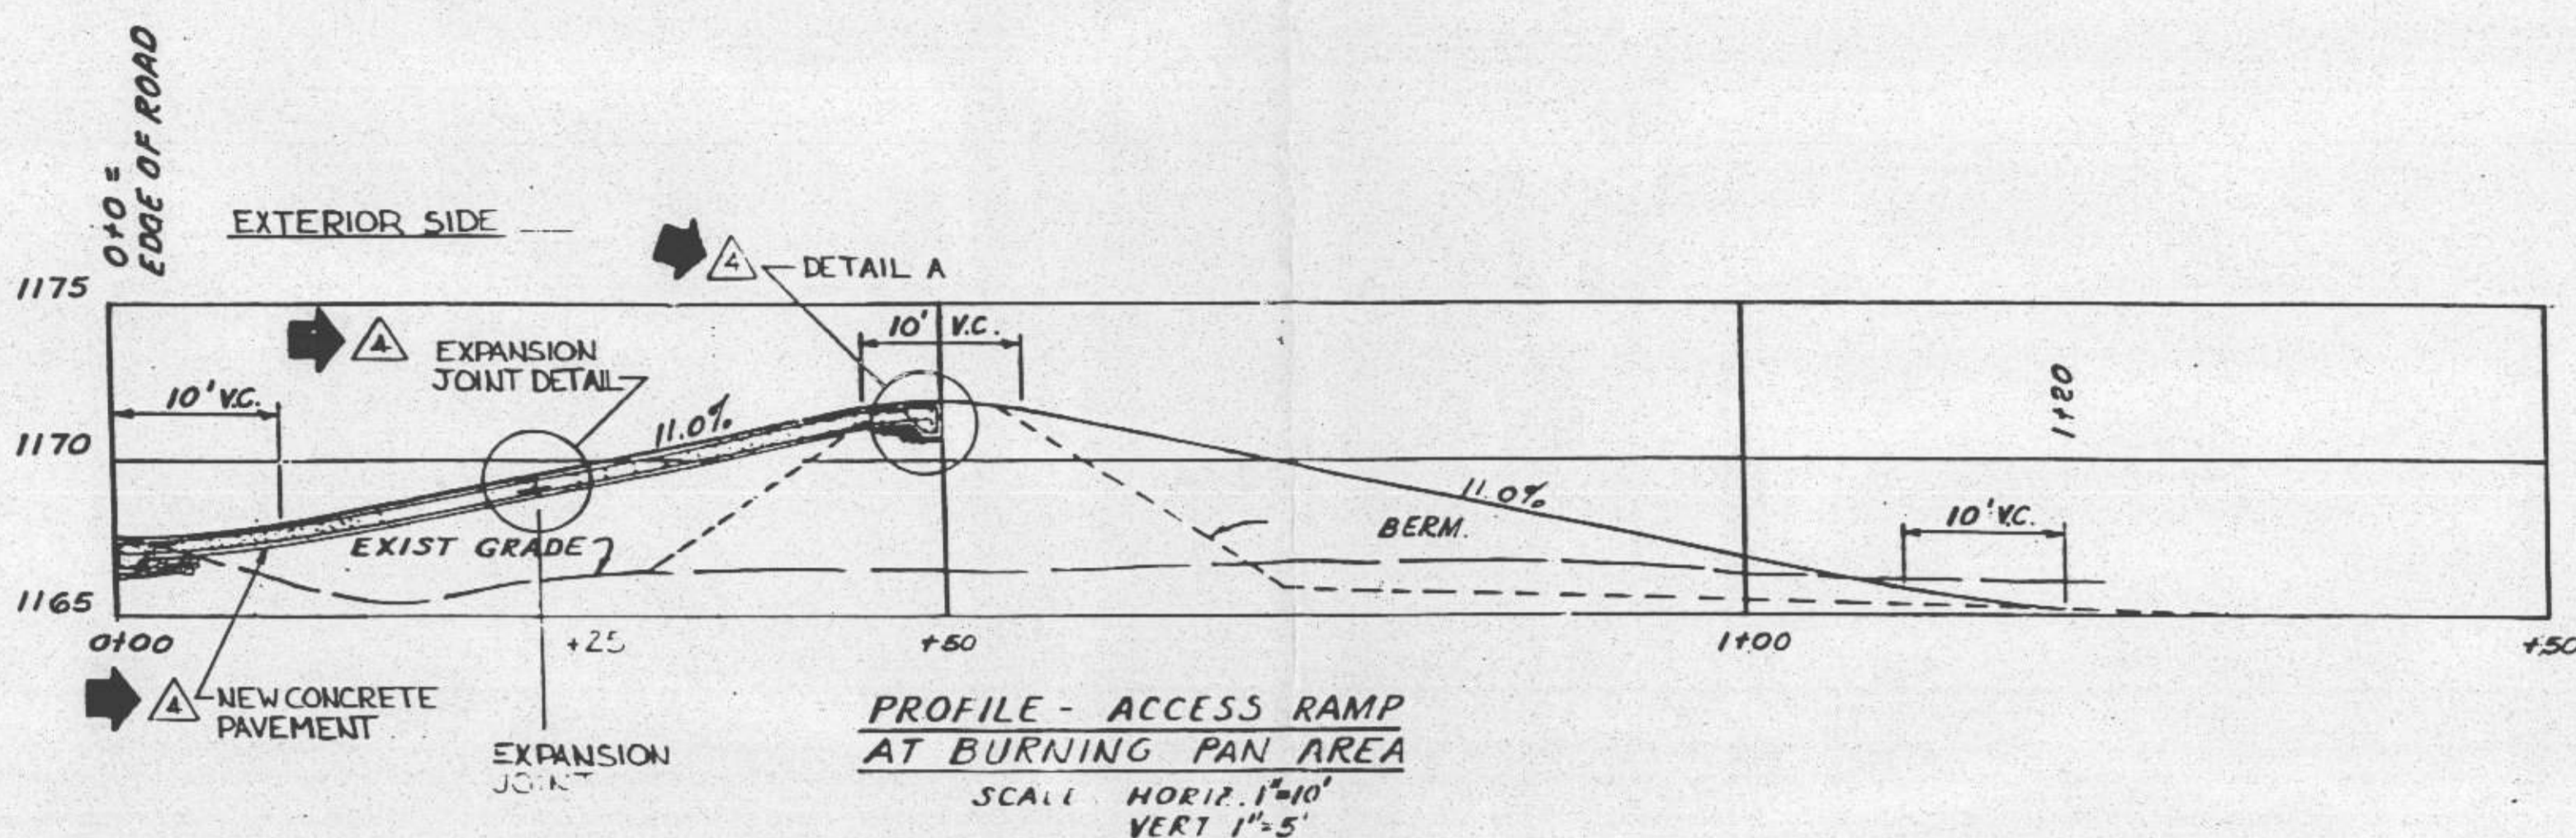 0+0 =
EDGE OF ROAD
EXTERIOR SIDE
4
DETAIL A
1175
10' V.C.
4
EXPANSION
JOINT DETAIL
10' V.C.
11.0%
1+20
1170
11.0%
10' V.C.
BERM.
EXIST GRADE
1165
0+00
+25
+50
1+00
+50
4
NEW CONCRETE
PAVEMENT
EXPANSION
JOINT
PROFILE - ACCESS RAMP
AT BURNING PAN AREA
SCALE HORIZ. 1"=10'
VERT 1"=5'